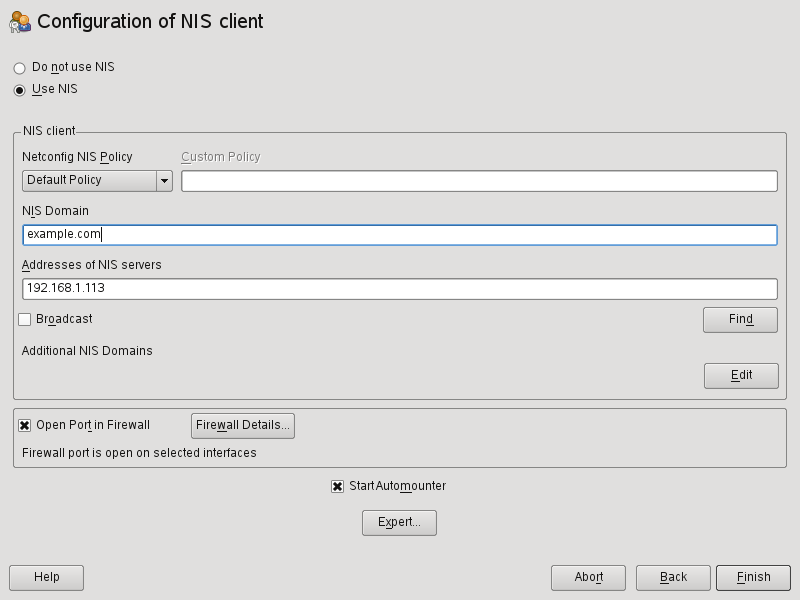 Configuration of NIS client
Do not use NIS
Use NIS
NIS client
Netconfig NIS Policy Custom Policy
Default Policy
NIS Domain
example.com
Addresses of NIS servers
192.168.1.113
Broadcast Find
Additional NIS Domains
Edit
Open Port in Firewall Firewall Details...
Firewall port is open on selected interfaces
Start Automounter
Expert...
Help Abort Back Finish